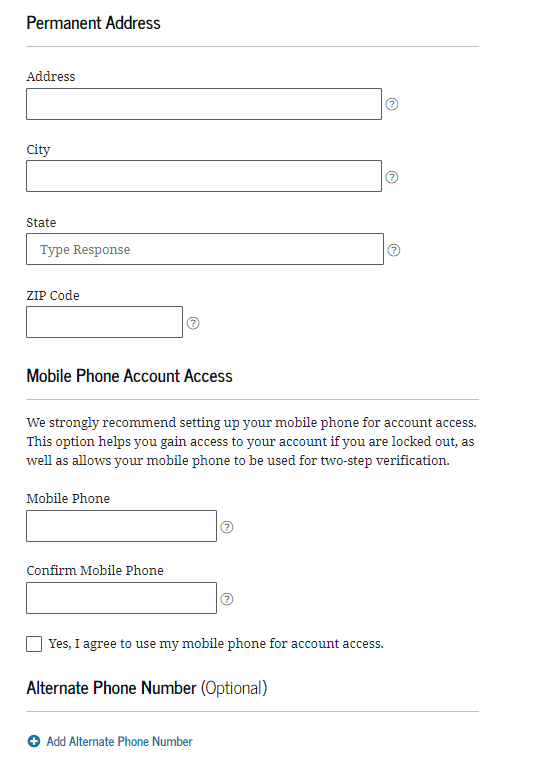 Permanent Address
Address
City
State
Type Response
ZIP Code
Mobile Phone Account Access
We strongly recommend setting up your mobile phone for account access.
This option helps you gain access to your account if you are locked out, as
well as allows your mobile phone to be used for two-step verification.
Mobile Phone
Confirm Mobile Phone
Yes, I agree to use my mobile phone for account access.
Alternate Phone Number (Optional)
Add Alternate Phone Number